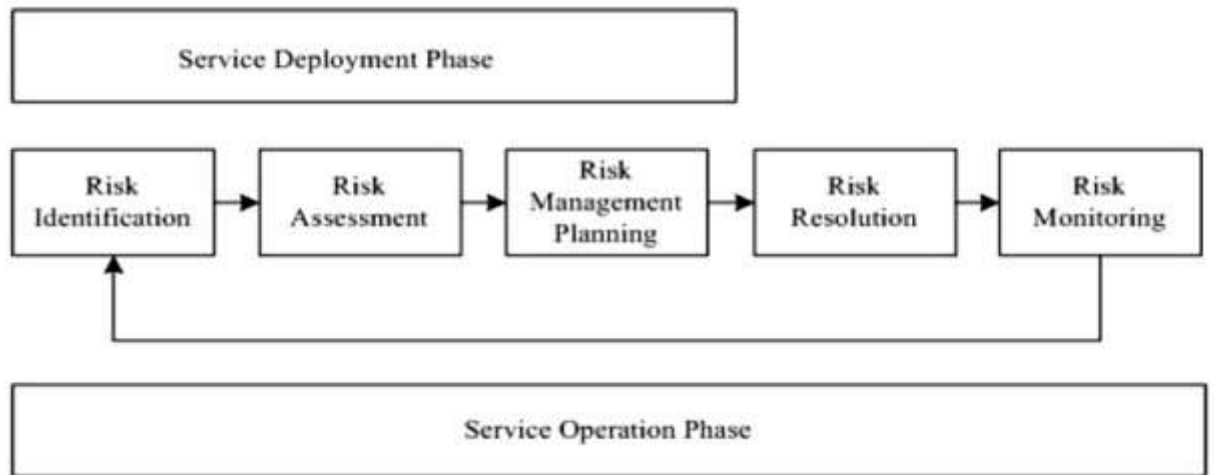 Service Deployment Phase
Risk
Identification
Risk
Assessment
Risk
Management
Planning
Risk
Resolution
Risk
Monitoring
Service Operation Phase